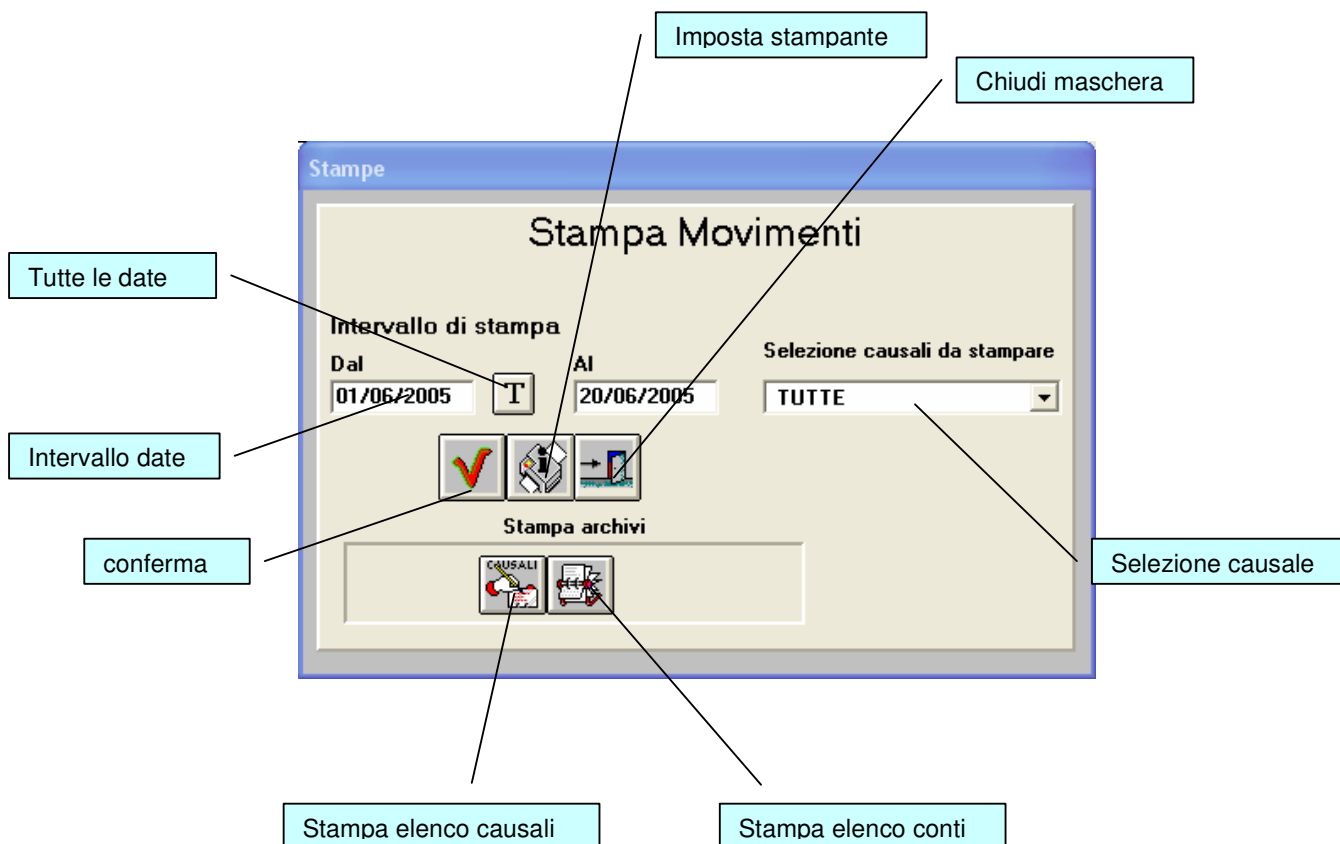 Imposta stampante
Chiudi maschera
Stampe
Stampa Movimenti
Tutte le date
Intervallo di stampa
Dal
Al
Selezione causali da stampare
01/06/2005
T
20/06/2005
TUTTE
Intervallo date
Stampa archivi
conferma
CAUSALI
Selezione causale
Stampa elenco causali
Stampa elenco conti